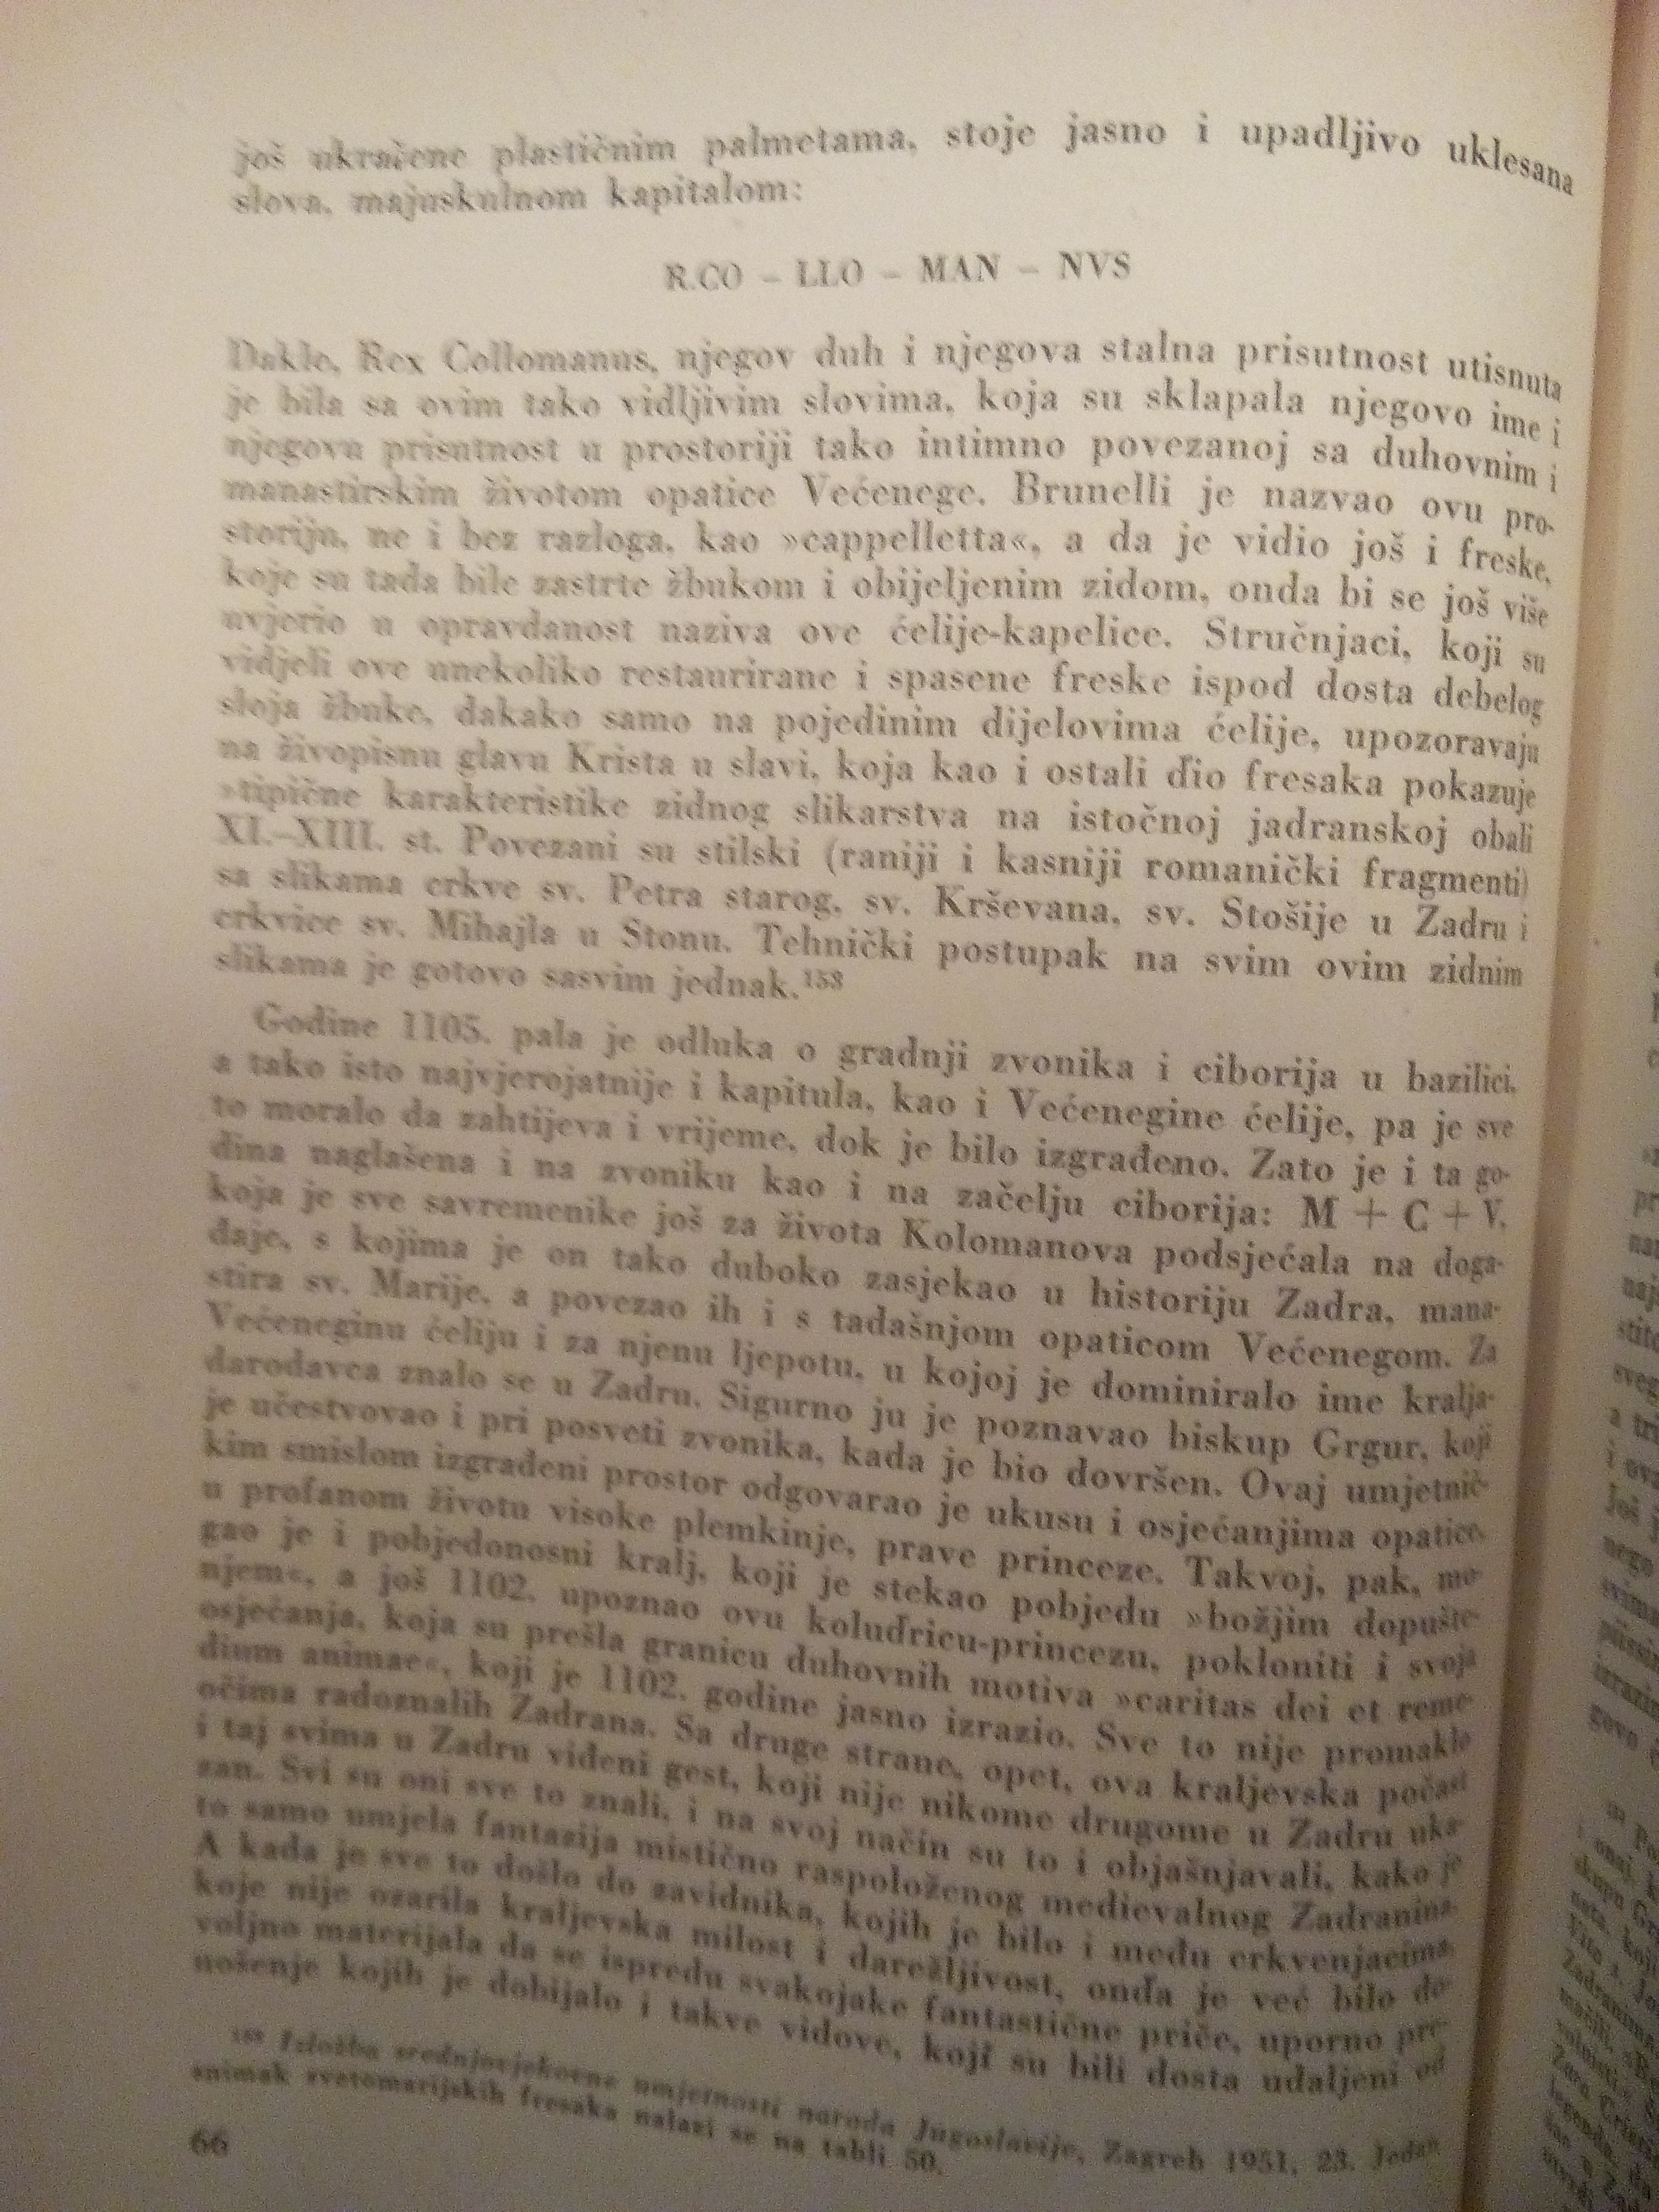 još ukračene plastičnim palmetama, stoje jasno i upadljivo uklesana
slova, majuskulnom kapitalom:
R.CO – LLO – MAN – NVS
Dakle, Rex Collomanus, njegov duh i njegova stalna prisutnost utisnuta
je bila sa ovim tako vidljivim slovima, koja su sklapala njegovo ime i
njegovu prisutnost u prostoriji tako intimno povezanoj sa duhovnim i
manastirskim životom opatice Većenege. Brunelli je nazvao ovu pro-
storiju, ne i bez razloga, kao »cappelletta«, a da je vidio još i freske,
koje su tada bile zastrte žbukom i obijeljenim zidom, onda bi se još više
uvjerio u opravdanost naziva ove ćelije-kapelice. Stručnjaci, koji su
vidjeli ove unekoliko restaurirane i spasene freske ispod dosta debelog
sloja žbuke, dakako samo na pojedinim dijelovima ćelije, upozoravaju
na živopisnu glavu Krista u slavi, koja kao i ostali dio fresaka pokazuje
»tipične karakteristike zidnog slikarstva na istočnoj jadranskoj obali
XI.–XIII. st. Povezani su stilski (raniji i kasniji romanički fragmenti)
sa slikama crkve sv. Petra starog, sv. Krševana, sv. Stošije u Zadru i
crkvice sv. Mihajla u Stonu. Tehnički postupak na svim ovim zidnim
slikama je gotovo sasvim jednak.¹⁵³
Godine 1105. pala je odluka o gradnji zvonika i ciborija u bazilici,
a tako isto najvjerojatnije i kapitula, kao i Većenegine ćelije, pa je sve
to moralo da zahtijeva i vrijeme, dok je bilo izgrađeno. Zato je i ta go-
dina naglašena i na zvoniku kao i na začelju ciborija: M + C + V,
koja je sve savremenike još za života Kolomanova podsjećala na doga-
đaje, s kojima je on tako duboko zasjekao u historiju Zadra, mana-
stira sv. Marije, a povezao ih i s tadašnjom opaticom Većenegom. Za
Većeneginu ćeliju i za njenu ljepotu, u kojoj je dominiralo ime kralja-
darodavca znalo se u Zadru. Sigurno ju je poznavao biskup Grgur, koji
je učestvovao i pri posveti zvonika, kada je bio dovršen. Ovaj umjetnič-
kim smislom izgrađeni prostor odgovarao je ukusu i osjećanjima opatice,
u profanom životu visoke plemkinje, prave princeze. Takvoj, pak, mo-
gao je i pobjedonosni kralj, koji je stekao pobjedu »božjim dopušte-
njem«, a još 1102. upoznao ovu koludricu-princezu, pokloniti i svoja
osjećanja, koja su prešla granicu duhovnih motiva »caritas dei et reme-
dium animae«, koji je 1102. godine jasno izrazio. Sve to nije promaklo
očima radoznalih Zadrana. Sa druge strane, opet, ova kraljevska počast
i taj svima u Zadru viđeni gest, koji nije nikome drugome u Zadru uka-
zan. Svi su oni sve to znali, i na svoj način su to i objašnjavali, kako je
to samo umjela fantazija mistično raspoloženog medievalnog Zadranina.
A kada je sve to došlo do zavidnika, kojih je bilo i među crkvenjacima,
koje nije ozarila kraljevska milost i darežljivost, onda je već bilo do-
voljno materijala da se ispredu svakojake fantastične priče, uporno pre-
nošenje kojih je dobijalo i takve vidove, koji su bili dosta udaljeni od
¹⁵³ Izložba srednjovjekovne umjetnosti naroda Jugoslavije, Zagreb 1951, 23. Jedan
snimak svetomarijskih fresaka nalazi se na tabli 50.
66